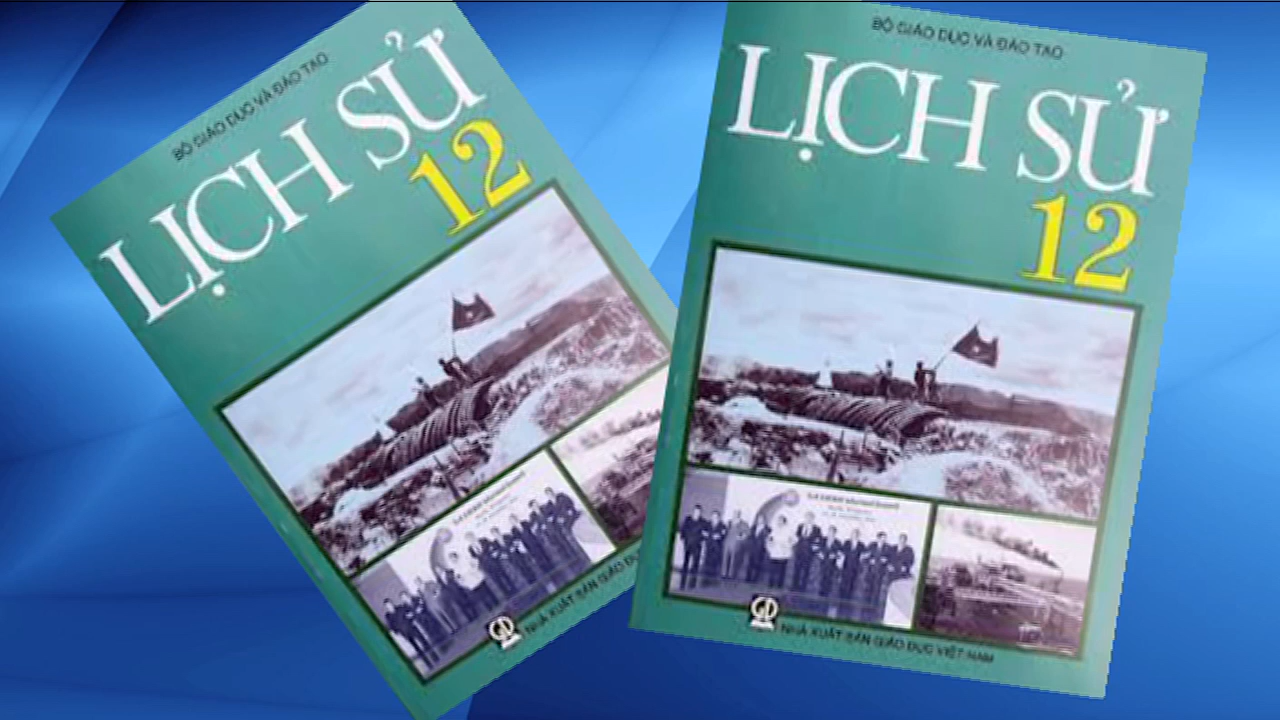 BỘ GIÁO DỤC VÀ ĐÀO TẠO
LỊCH SỬ
12
NHÀ XUẤT BẢN GIÁO DỤC
BỘ GIÁO DỤC VÀ ĐÀO TẠO
LỊCH SỬ
12
GD
NHÀ XUẤT BẢN GIÁO DỤC VIỆT NAM